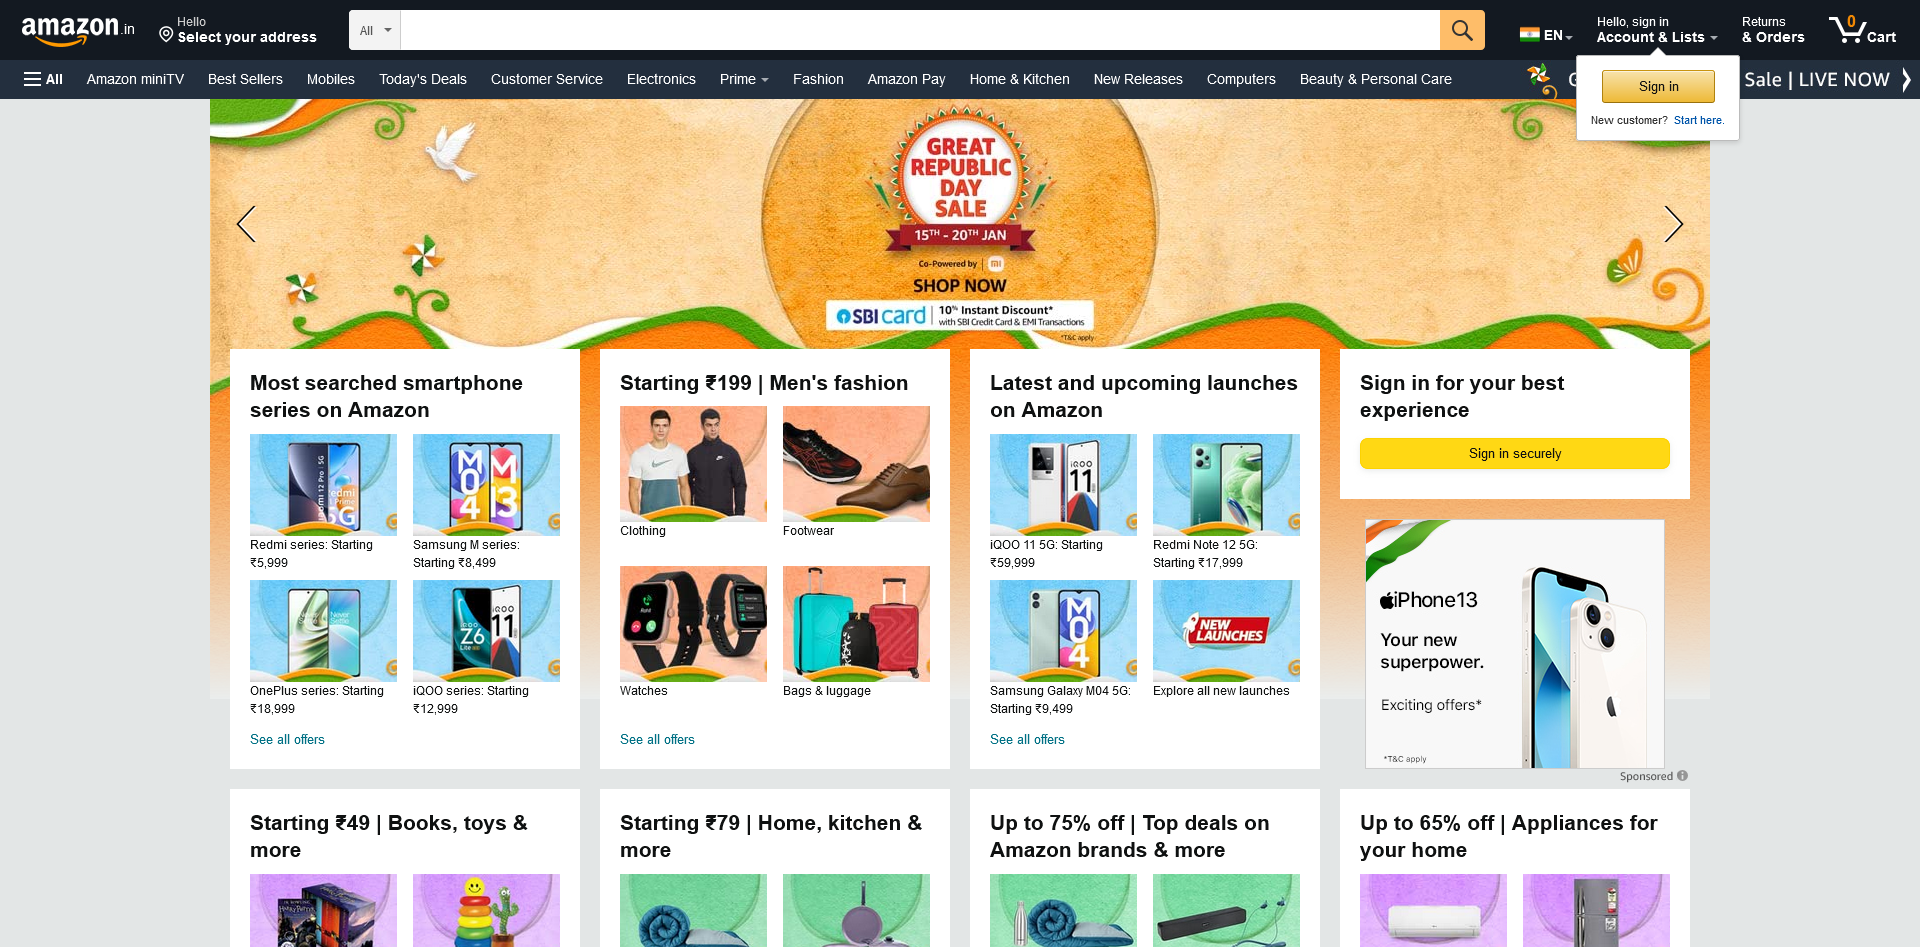 amazon.in
Hello
Select your address
All
EN
Hello, sign in
Account & Lists
Returns
& Orders
0
Cart
All
Amazon miniTV
Best Sellers
Mobiles
Today's Deals
Customer Service
Electronics
Prime
Fashion
Amazon Pay
Home & Kitchen
New Releases
Computers
Beauty & Personal Care
Sale | LIVE NOW
Sign in
New customer? Start here.
GREAT
REPUBLIC
DAY
SALE
15TH - 20TH JAN
Co-Powered by mi
SHOP NOW
SBI card
10% Instant Discount*
with SBI Credit Card & EMI Transactions
*T&C apply
Most searched smartphone
series on Amazon
Redmi series: Starting
₹5,999
Samsung M series:
Starting ₹8,499
OnePlus series: Starting
₹18,999
iQOO series: Starting
₹12,999
See all offers
Starting ₹199 | Men's fashion
Clothing
Footwear
Watches
Bags & luggage
See all offers
Latest and upcoming launches
on Amazon
iQOO
11
iQOO 11 5G: Starting
₹59,999
Redmi Note 12 5G:
Starting ₹17,999
M04
Samsung Galaxy M04 5G:
Starting ₹9,499
NEW
LAUNCHES
Explore all new launches
See all offers
Sign in for your best
experience
Sign in securely
iPhone13
Your new
superpower.
Exciting offers*
*T&C apply
Sponsored
Starting ₹49 | Books, toys &
more
Starting ₹79 | Home, kitchen &
more
Up to 75% off | Top deals on
Amazon brands & more
Up to 65% off | Appliances for
your home